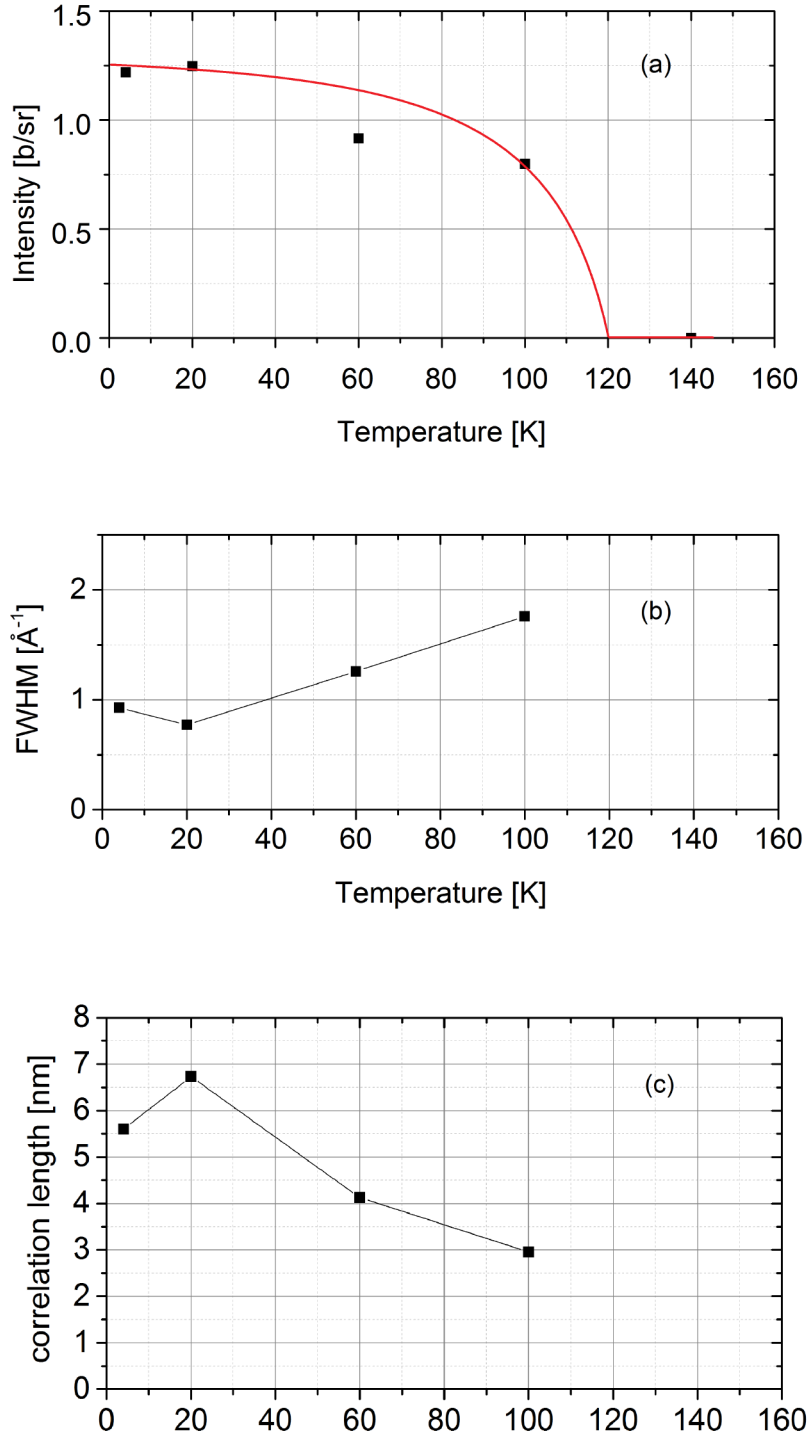 1.5
(a)
1.0
Intensity [b/sr]
0.5
0.0
0 20 40 60 80 100 120 140 160
Temperature [K]
2
(b)
FWHM [Å⁻¹]
1
0
0 20 40 60 80 100 120 140 160
Temperature [K]
8
7
(c)
6
5
correlation length [nm]
4
3
2
1
0
0 20 40 60 80 100 120 140 160